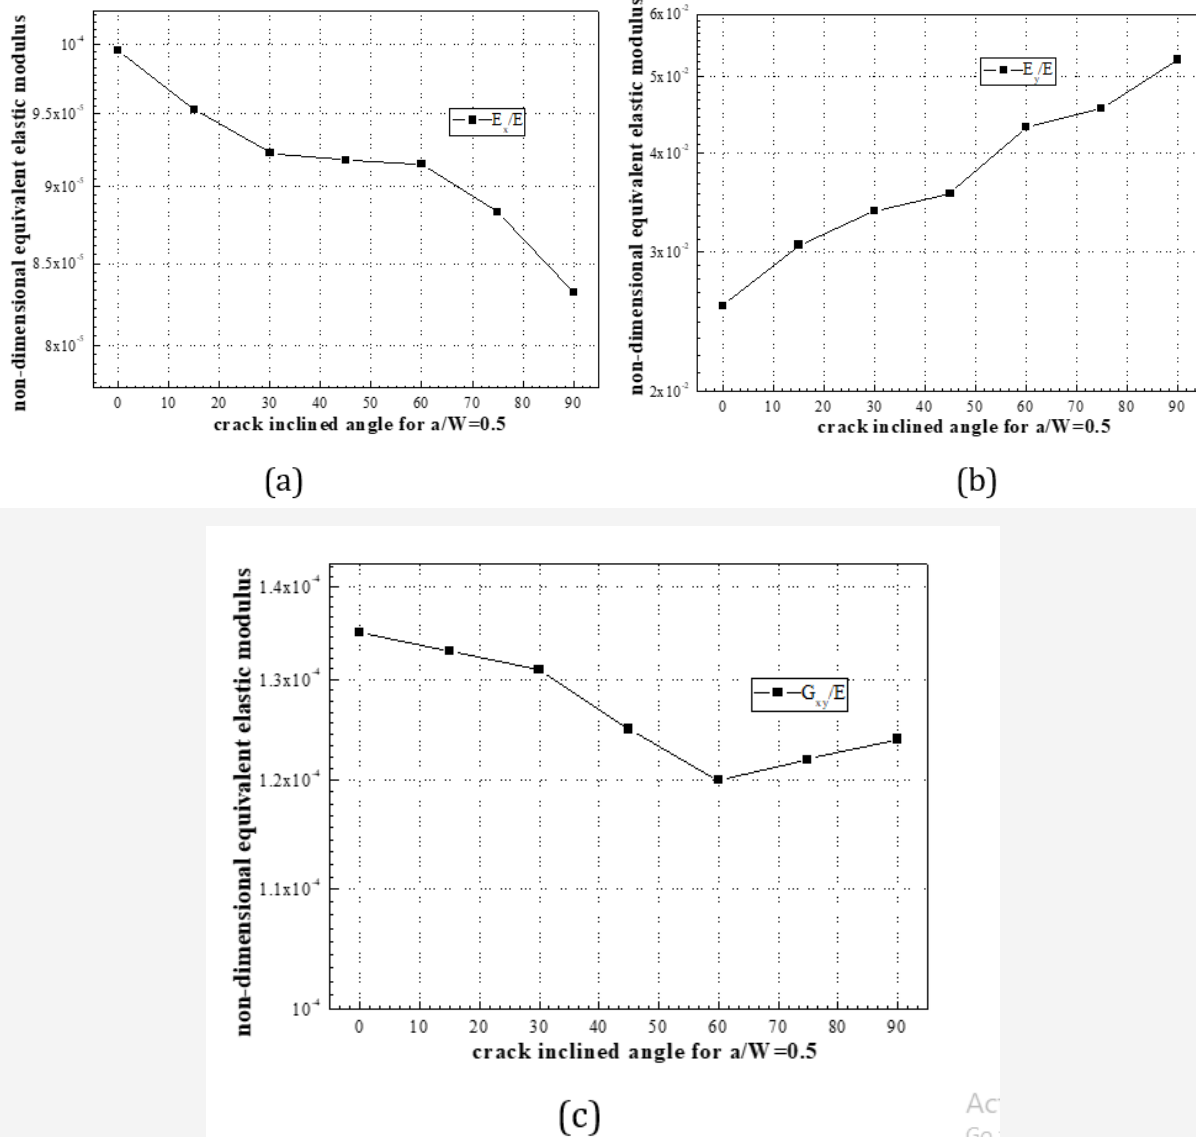 non-dimensional equivalent elastic modulus
10⁻⁴
9.5x10⁻⁵
9x10⁻⁵
8.5x10⁻⁵
8x10⁻⁵
Eₓ/E
0 10 20 30 40 50 60 70 80 90
crack inclined angle for a/W=0.5
(a)
non-dimensional equivalent elastic modulus
6x10⁻²
5x10⁻²
4x10⁻²
3x10⁻²
2x10⁻²
E_y/E
0 10 20 30 40 50 60 70 80 90
crack inclined angle for a/W=0.5
(b)
non-dimensional equivalent elastic modulus
1.4x10⁻⁴
1.3x10⁻⁴
1.2x10⁻⁴
1.1x10⁻⁴
10⁻⁴
G_xy/E
0 10 20 30 40 50 60 70 80 90
crack inclined angle for a/W=0.5
(c)